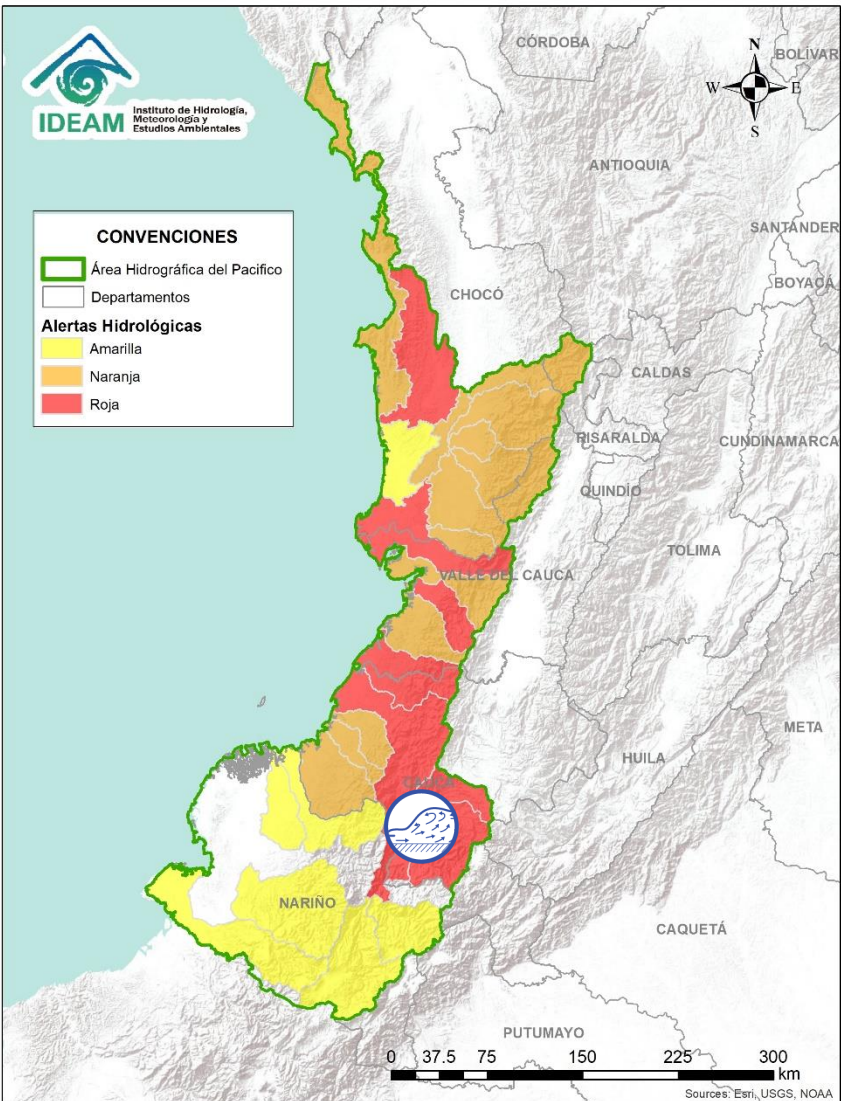 IDEAM
Instituto de Hidrología,
Meteorología y
Estudios Ambientales
N
W
E
S
CÓRDOBA
BOLÍVAR
ANTIOQUIA
SANTANDER
BOYACÁ
CHOCÓ
CALDAS
RISARALDA
CUNDINAMARCA
QUINDÍO
TOLIMA
VALLE DEL CAUCA
META
HUILA
CAUCA
NARIÑO
CAQUETÁ
PUTUMAYO
CONVENCIONES
Área Hidrográfica del Pacifico
Departamentos
Alertas Hidrológicas
Amarilla
Naranja
Roja
0 37.5 75 150 225 300
km
Sources: Esri, USGS, NOAA